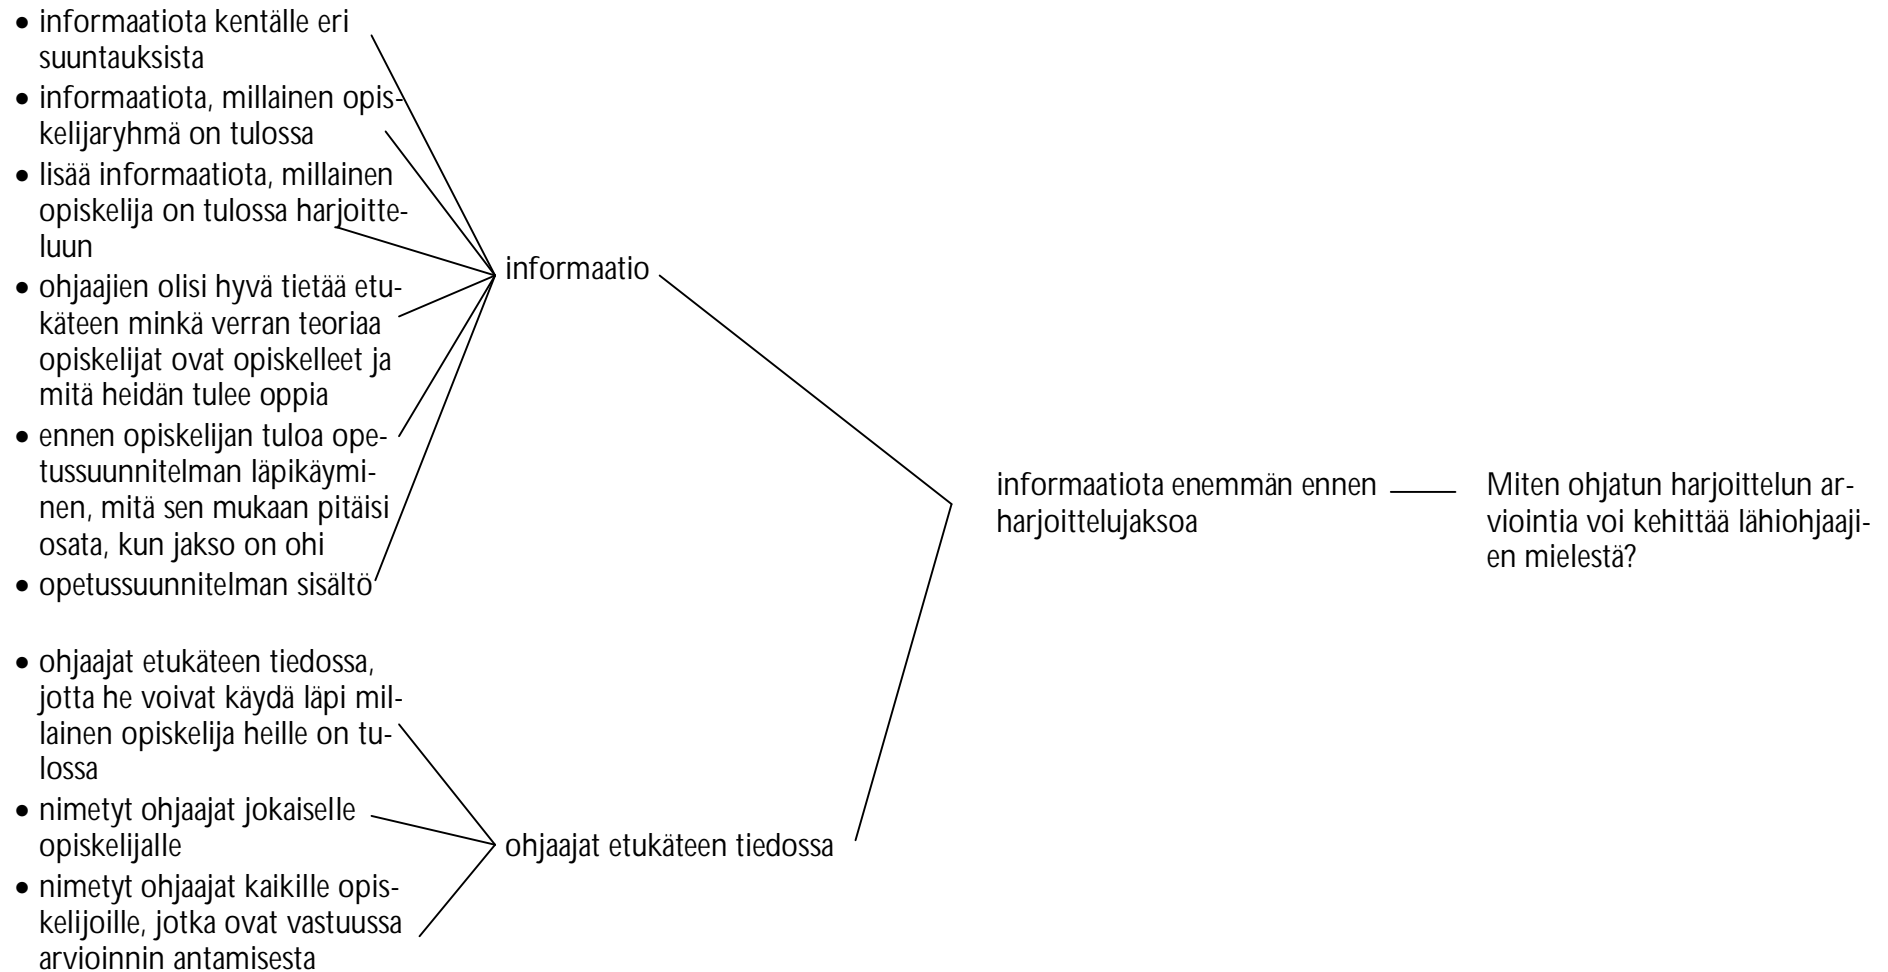 • informaatiota kentälle eri
suuntauksista
• informaatiota, millainen opis-
kelijaryhmä on tulossa
• lisää informaatiota, millainen
opiskelija on tulossa harjoitte-
luun
• ohjaajien olisi hyvä tietää etu-
käteen minkä verran teoriaa
opiskelijat ovat opiskelleet ja
mitä heidän tulee oppia
• ennen opiskelijan tuloa ope-
tussuunnitelman läpikäymi-
nen, mitä sen mukaan pitäisi
osata, kun jakso on ohi
• opetussuunnitelman sisältö
• ohjaajat etukäteen tiedossa,
jotta he voivat käydä läpi mil-
lainen opiskelija heille on tu-
lossa
• nimetyt ohjaajat jokaiselle
opiskelijalle
• nimetyt ohjaajat kaikille opis-
kelijoille, jotka ovat vastuussa
arvioinnin antamisesta
informaatio
ohjaajat etukäteen tiedossa
informaatiota enemmän ennen
harjoittelujaksoa
Miten ohjatun harjoittelun ar-
viointia voi kehittää lähiohjaaji-
en mielestä?